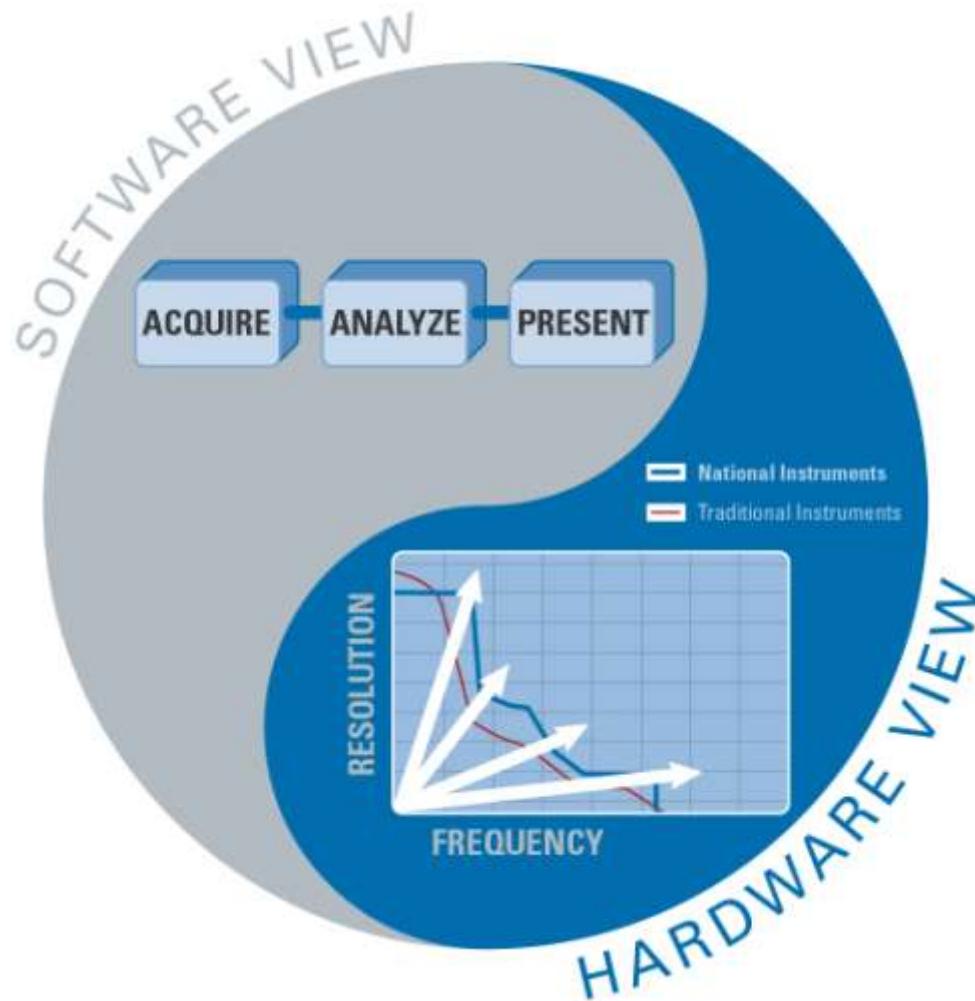 SOFTWARE VIEW
ACQUIRE
ANALYZE
PRESENT
National Instruments
Traditional Instruments
RESOLUTION
FREQUENCY
HARDWARE VIEW